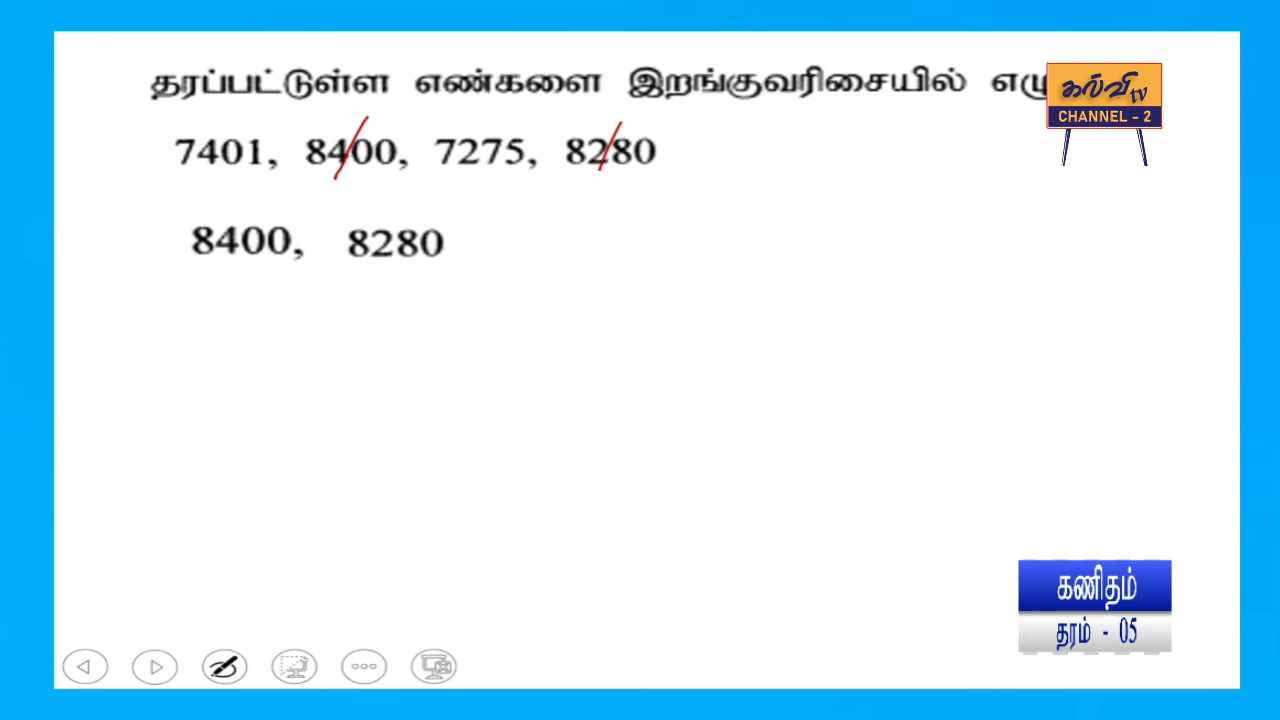 தரப்பட்டுள்ள எண்களை இறங்குவரிசையில்
7401, 8400, 7275, 8280
8400, 8280
கல்வி tv
CHANNEL - 2
கணிதம்
தரம் - 05